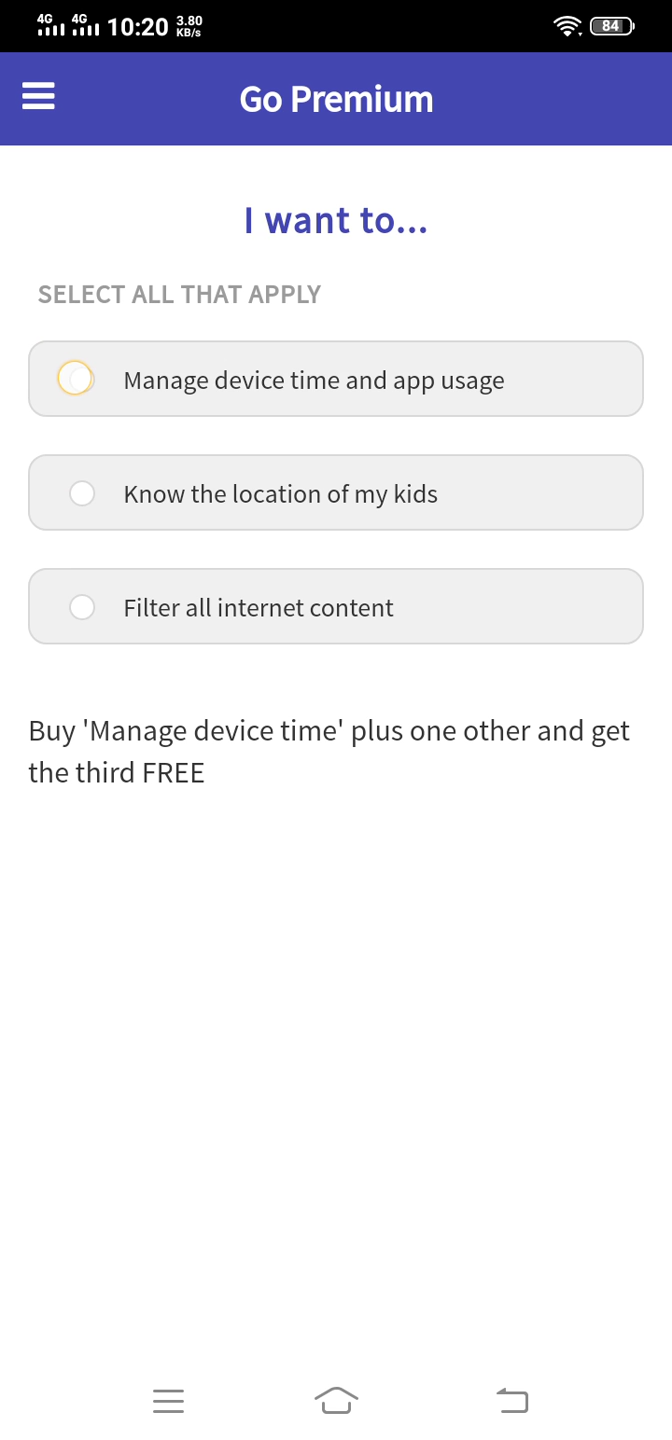 4G 4G 10:20 3.80 KB/s 84
Go Premium
I want to...
SELECT ALL THAT APPLY
Manage device time and app usage
Know the location of my kids
Filter all internet content
Buy 'Manage device time' plus one other and get
the third FREE